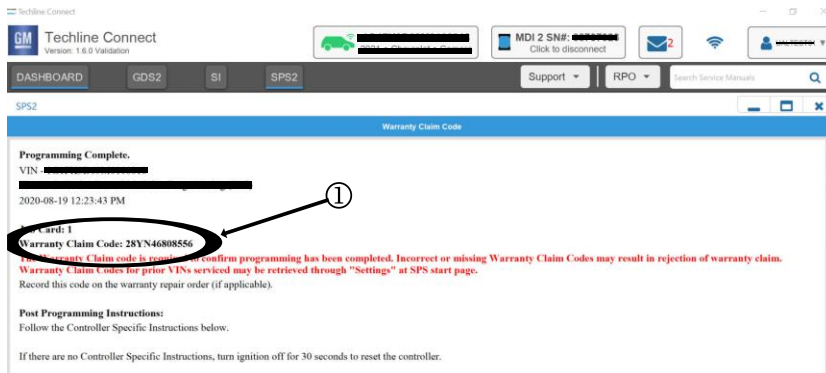 Techline Connect
GM Techline Connect
Version: 1.6.0 Validation
MDI 2 SN#:
Click to disconnect
2
DASHBOARD GDS2 SI SPS2 Support RPO Search Service Manuals
SPS2
Warranty Claim Code
Programming Complete.
VIN -
2020-08-19 12:23:43 PM
①
Card: 1
Warranty Claim Code: 28YN46808556
The Warranty Claim code is required to confirm programming has been completed. Incorrect or missing Warranty Claim Codes may result in rejection of warranty claim.
Warranty Claim Codes for prior VINs serviced may be retrieved through "Settings" at SPS start page.
Record this code on the warranty repair order (if applicable).
Post Programming Instructions:
Follow the Controller Specific Instructions below.
If there are no Controller Specific Instructions, turn ignition off for 30 seconds to reset the controller.